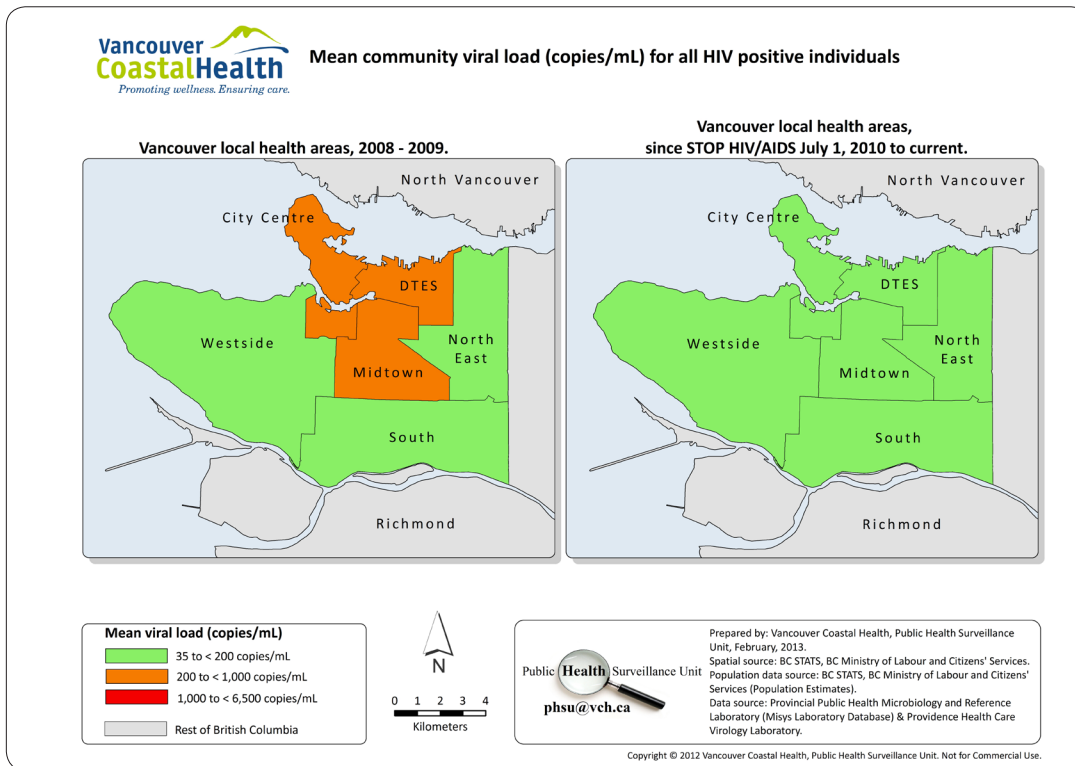 Vancouver
CoastalHealth
Promoting wellness. Ensuring care.
Mean community viral load (copies/mL) for all HIV positive individuals
Vancouver local health areas, 2008 - 2009.
North Vancouver
City Centre
DTES
Westside
North
East
Midtown
South
Richmond
Vancouver local health areas,
since STOP HIV/AIDS July 1, 2010 to current.
North Vancouver
City Centre
DTES
Westside
North
East
Midtown
South
Richmond
Mean viral load (copies/mL)
35 to < 200 copies/mL
200 to < 1,000 copies/mL
1,000 to < 6,500 copies/mL
Rest of British Columbia
N
0 1 2 3 4
Kilometers
Public Health Surveillance Unit
phsu@vch.ca
Prepared by: Vancouver Coastal Health, Public Health Surveillance
Unit, February, 2013.
Spatial source: BC STATS, BC Ministry of Labour and Citizens' Services.
Population data source: BC STATS, BC Ministry of Labour and Citizens'
Services (Population Estimates).
Data source: Provincial Public Health Microbiology and Reference
Laboratory (Misys Laboratory Database) & Providence Health Care
Virology Laboratory.
Copyright © 2012 Vancouver Coastal Health, Public Health Surveillance Unit. Not for Commercial Use.